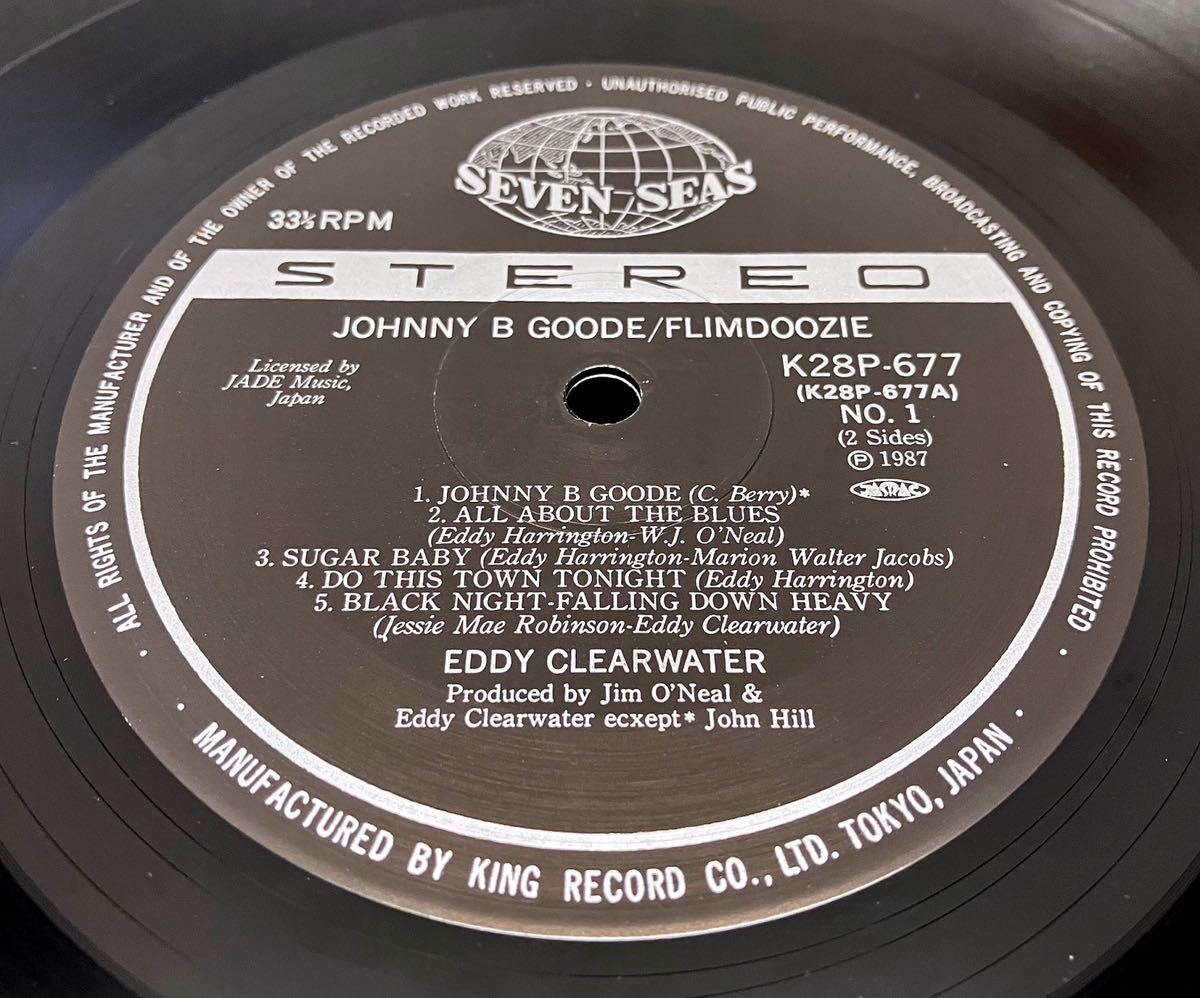 ALL RIGHTS OF THE MANUFACTURER AND OF THE OWNER OF THE RECORDED WORK RESERVED · UNAUTHORISED PUBLIC PERFORMANCE, BROADCASTING AND COPYING OF THIS RECORD PROHIBITED
SEVEN SEAS
33⅓RPM
STEREO
JOHNNY B GOODE/FLIMDOOZIE
Licensed by
JADE Music,
Japan
K28P-677
(K28P-677A)
NO. 1
(2 Sides)
Ⓟ 1987
JASRAC
1. JOHNNY B GOODE (C. Berry)*
2. ALL ABOUT THE BLUES
(Eddy Harrington-W.J. O'Neal)
3. SUGAR BABY (Eddy Harrington-Marion Walter Jacobs)
4. DO THIS TOWN TONIGHT (Eddy Harrington)
5. BLACK NIGHT-FALLING DOWN HEAVY
(Jessie Mae Robinson-Eddy Clearwater)
EDDY CLEARWATER
Produced by Jim O'Neal &
Eddy Clearwater ecxept* John Hill
· MANUFACTURED BY KING RECORD CO., LTD. TOKYO, JAPAN ·